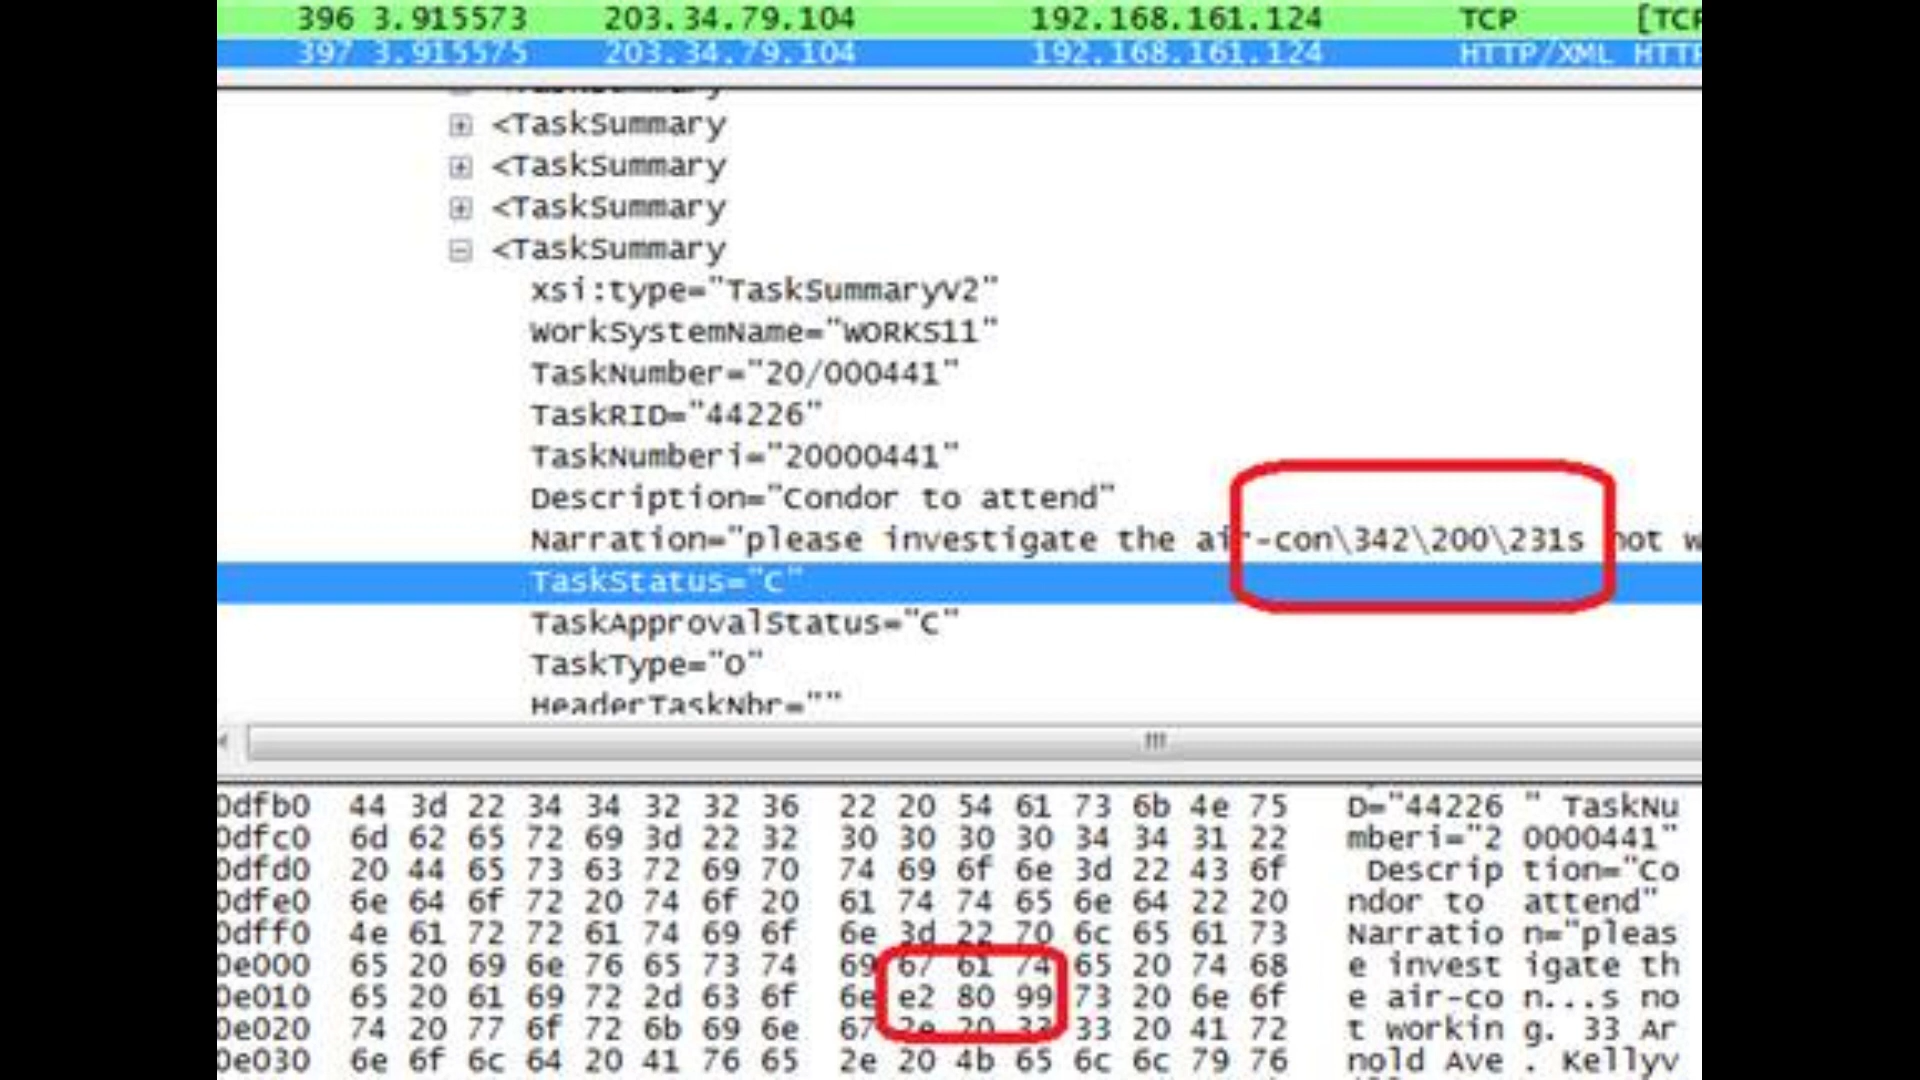 396 3.915573 203.34.79.104 192.168.161.124 TCP [TCP
397 3.915575 203.34.79.104 192.168.161.124 HTTP/XML HTTP
<TaskSummary
<TaskSummary
<TaskSummary
<TaskSummary
<TaskSummary
xsi:type="TaskSummaryV2"
WorkSystemName="WORKS11"
TaskNumber="20/000441"
TaskRID="44226"
TaskNumberi="20000441"
Description="Condor to attend"
Narration="please investigate the air-con\342\200\231s not w
TaskStatus="C"
TaskApprovalStatus="C"
TaskType="O"
HeaderTaskNbr=""
0dfb0 44 3d 22 34 34 32 32 36 22 20 54 61 73 6b 4e 75 D="44226 " TaskNu
0dfc0 6d 62 65 72 69 3d 22 32 30 30 30 30 34 34 31 22 mberi="2 0000441"
0dfd0 20 44 65 73 63 72 69 70 74 69 6f 6e 3d 22 43 6f Descrip tion="Co
0dfe0 6e 64 6f 72 20 74 6f 20 61 74 74 65 6e 64 22 20 ndor to attend"
0dff0 4e 61 72 72 61 74 69 6f 6e 3d 22 70 6c 65 61 73 Narratio n="pleas
0e000 65 20 69 6e 76 65 73 74 69 67 61 74 65 20 74 68 e invest igate th
0e010 65 20 61 69 72 2d 63 6f 6e e2 80 99 73 20 6e 6f e air-co n...s no
0e020 74 20 77 6f 72 6b 69 6e 67 2e 20 33 33 20 41 72 t workin g. 33 Ar
0e030 6e 6f 6c 64 20 41 76 65 2e 20 4b 65 6c 6c 79 76 nold Ave . Kellyv